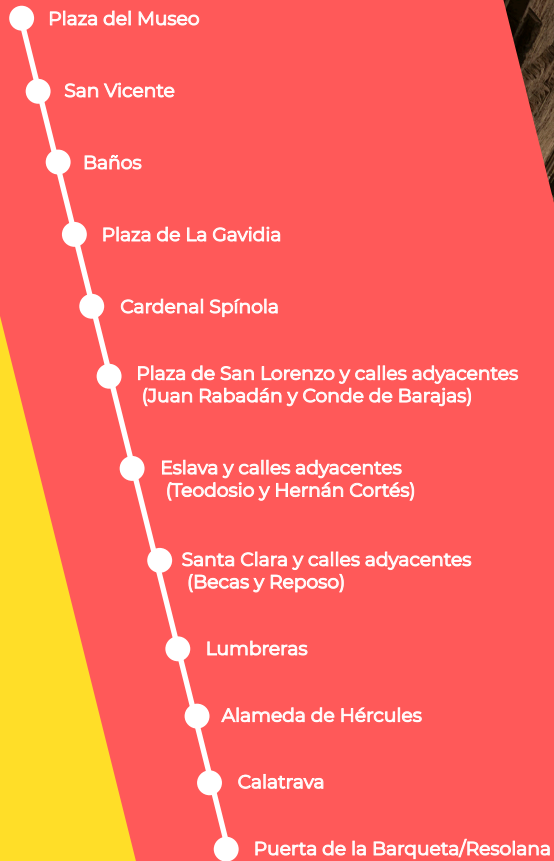 Plaza del Museo
San Vicente
Baños
Plaza de La Gavidia
Cardenal Spínola
Plaza de San Lorenzo y calles adyacentes
(Juan Rabadán y Conde de Barajas)
Eslava y calles adyacentes
(Teodosio y Hernán Cortés)
Santa Clara y calles adyacentes
(Becas y Reposo)
Lumbreras
Alameda de Hércules
Calatrava
Puerta de la Barqueta/Resolana